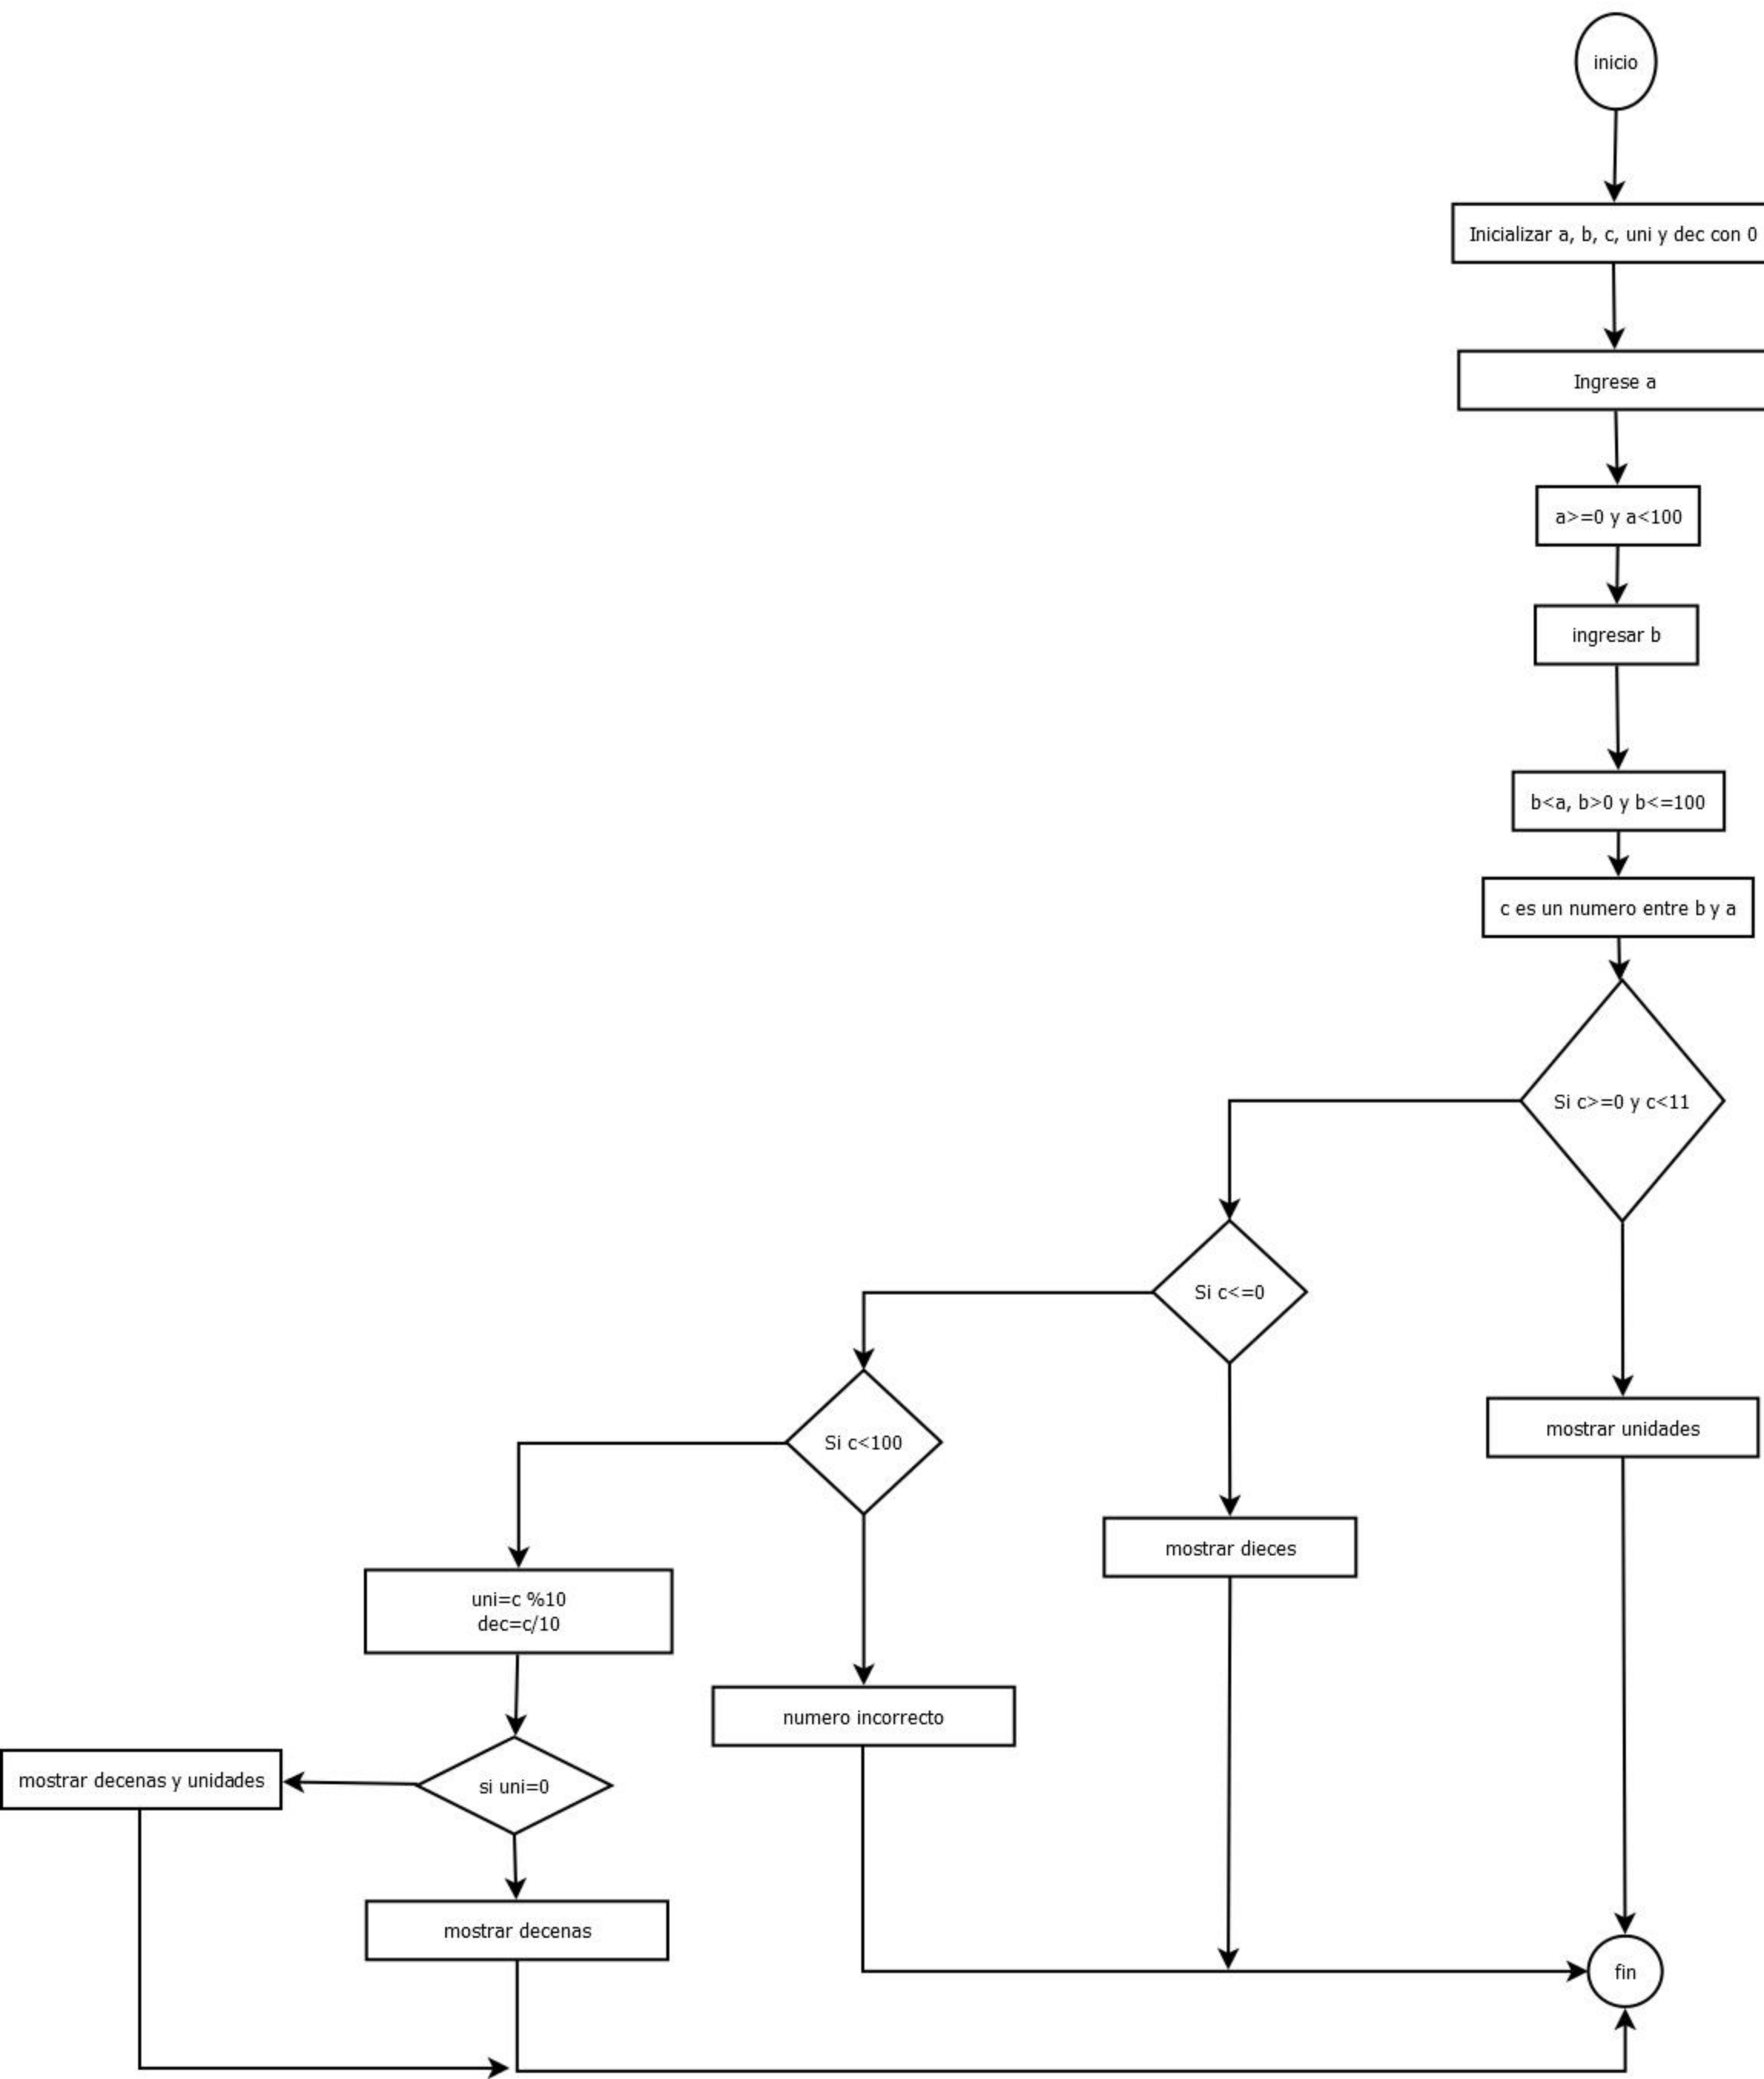 inicio
Inicializar a, b, c, uni y dec con 0
Ingrese a
a>=0 y a<100
ingresar b
b<a, b>0 y b<=100
c es un numero entre b y a
Si c>=0 y c<11
Si c<=0
Si c<100
mostrar unidades
mostrar dieces
uni=c %10
dec=c/10
numero incorrecto
mostrar decenas y unidades
si uni=0
mostrar decenas
fin